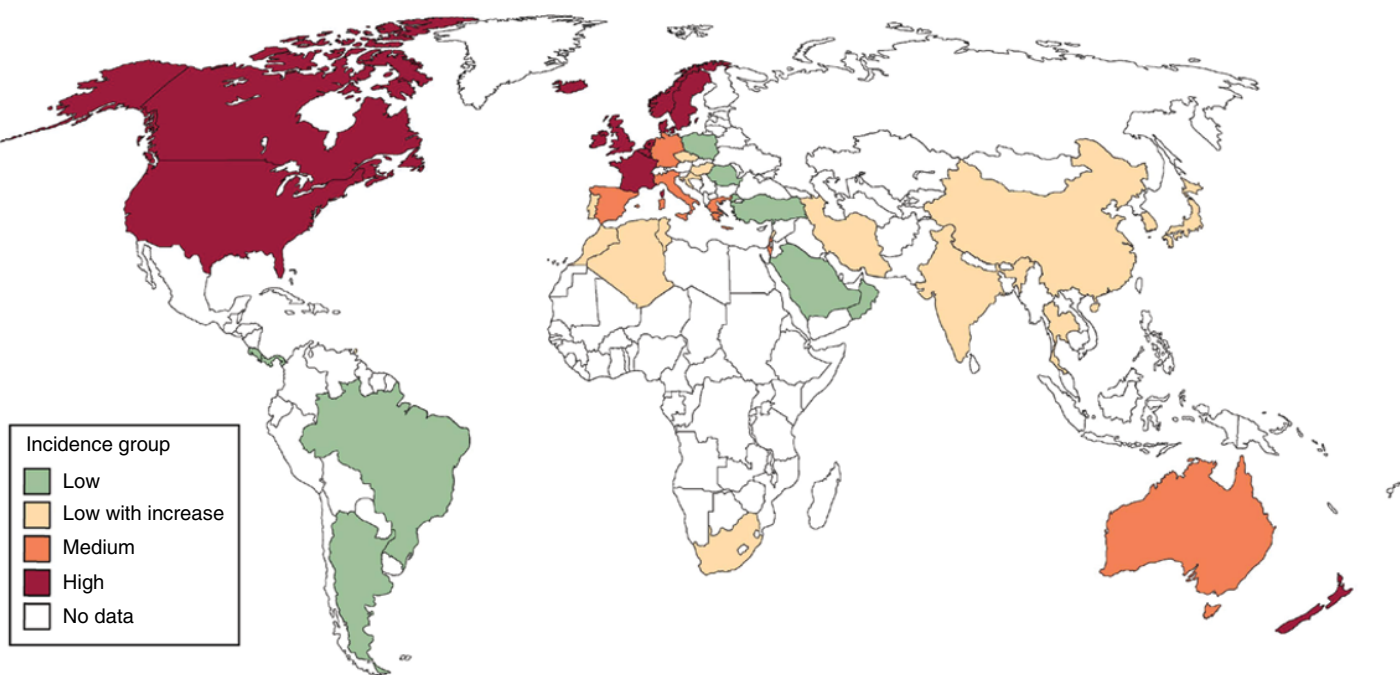 Incidence group
Low
Low with increase
Medium
High
No data